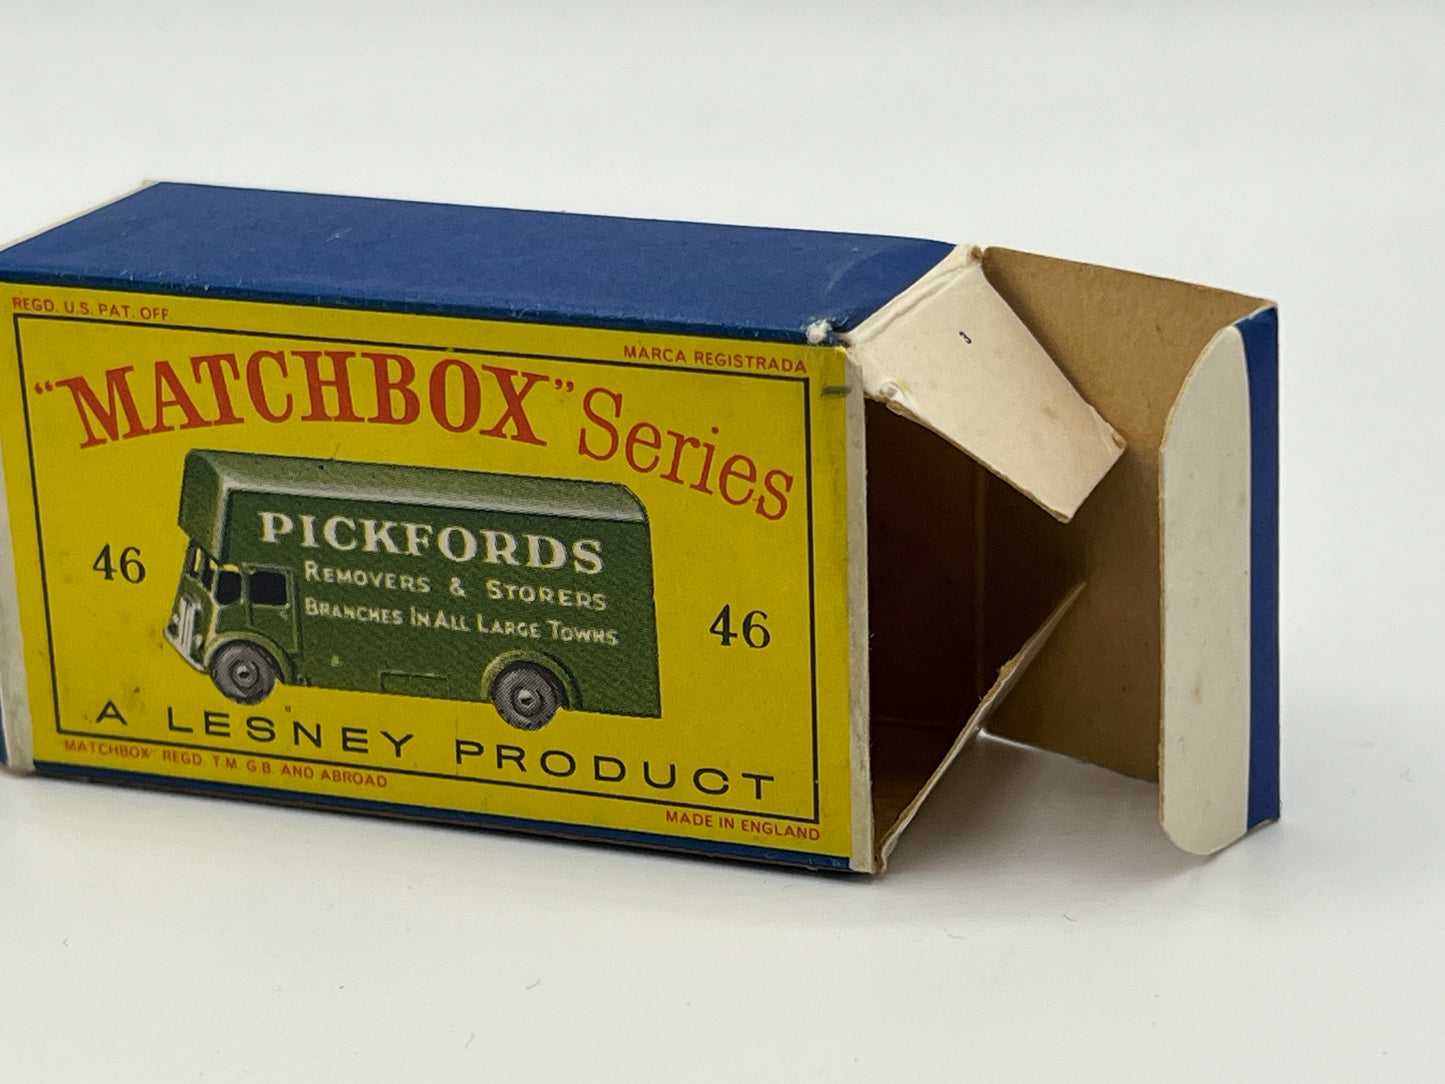 REGD. U.S. PAT. OFF.
MARCA REGISTRADA
"MATCHBOX" Series
PICKFORDS
REMOVERS & STORERS
BRANCHES IN ALL LARGE TOWNS
46
46
A LESNEY PRODUCT
"MATCHBOX" REGD. T.M. G.B. AND ABROAD
MADE IN ENGLAND